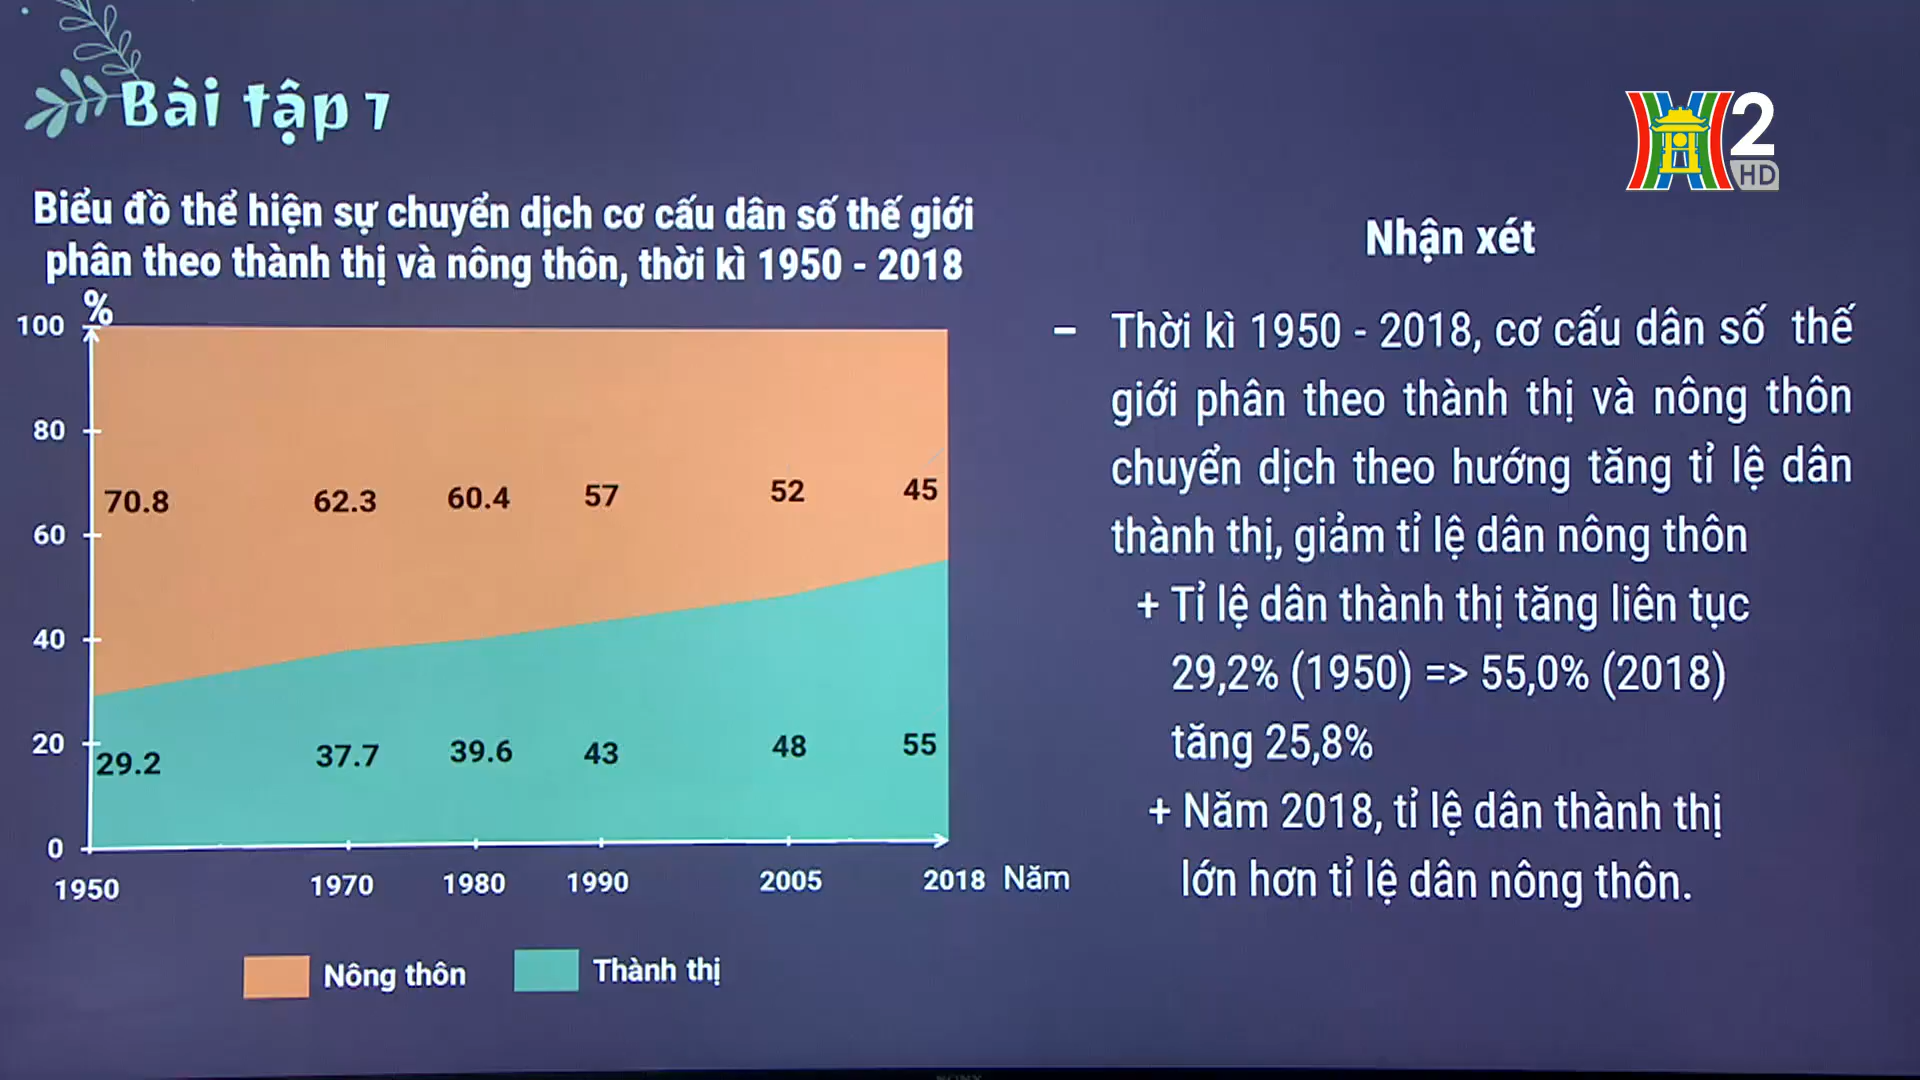 Bài tập 1
2
HD
Biểu đồ thể hiện sự chuyển dịch cơ cấu dân số thế giới
phân theo thành thị và nông thôn, thời kì 1950 - 2018
%
100
80
60
40
20
0
70.8 62.3 60.4 57 52 45
29.2 37.7 39.6 43 48 55
1950 1970 1980 1990 2005 2018 Năm
Nông thôn Thành thị
Nhận xét
– Thời kì 1950 - 2018, cơ cấu dân số thế
giới phân theo thành thị và nông thôn
chuyển dịch theo hướng tăng tỉ lệ dân
thành thị, giảm tỉ lệ dân nông thôn
+ Tỉ lệ dân thành thị tăng liên tục
29,2% (1950) => 55,0% (2018)
tăng 25,8%
+ Năm 2018, tỉ lệ dân thành thị
lớn hơn tỉ lệ dân nông thôn.